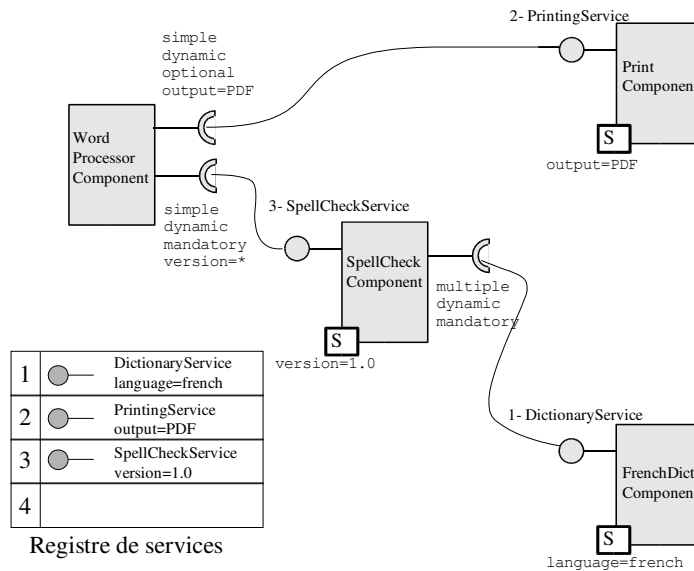 2- PrintingService
simple
dynamic
optional
output=PDF
Print
Component
S
output=PDF
Word
Processor
Component
simple
dynamic
mandatory
version=*
3- SpellCheckService
SpellCheck
Component
S
version=1.0
multiple
dynamic
mandatory
1- DictionaryService
FrenchDict
Component
S
language=french
1 DictionaryService
language=french
2 PrintingService
output=PDF
3 SpellCheckService
version=1.0
4
Registre de services